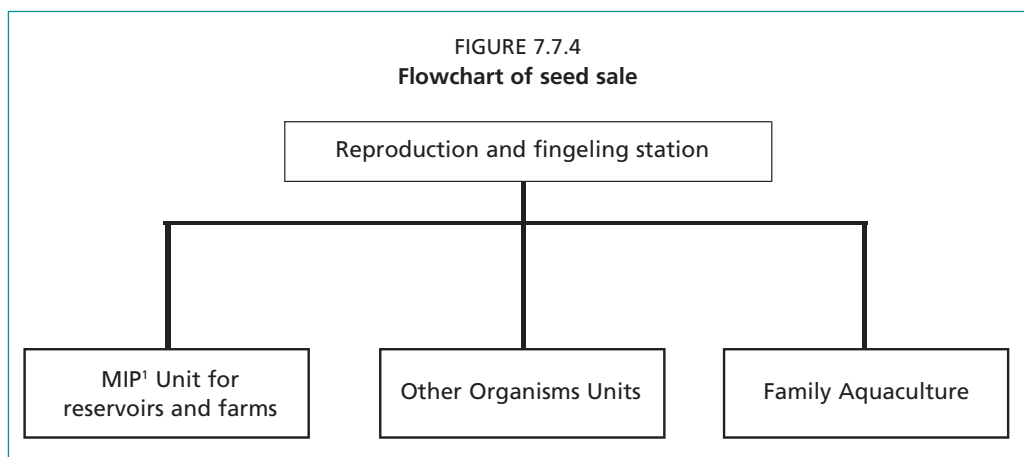 FIGURE 7.7.4
Flowchart of seed sale
Reproduction and fingeling station
MIP¹ Unit for
reservoirs and farms
Other Organisms Units
Family Aquaculture